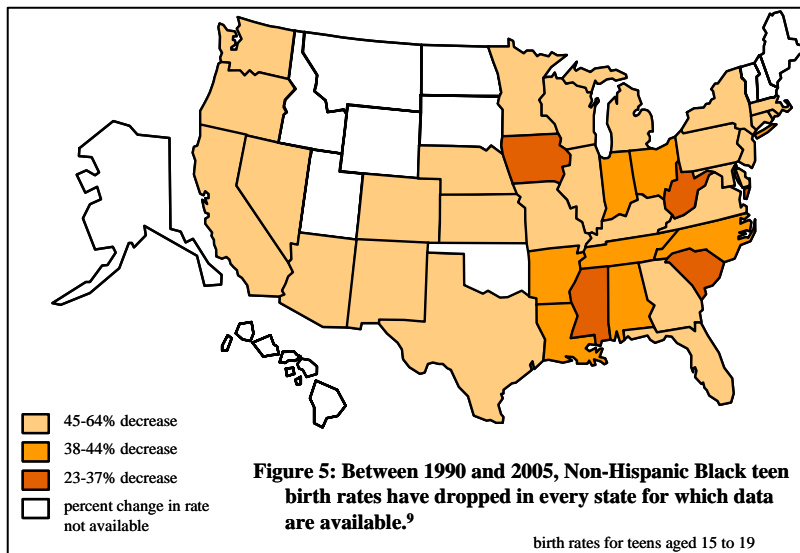 45-64% decrease
38-44% decrease
23-37% decrease
percent change in rate
not available
Figure 5: Between 1990 and 2005, Non-Hispanic Black teen
birth rates have dropped in every state for which data
are available.⁹
birth rates for teens aged 15 to 19